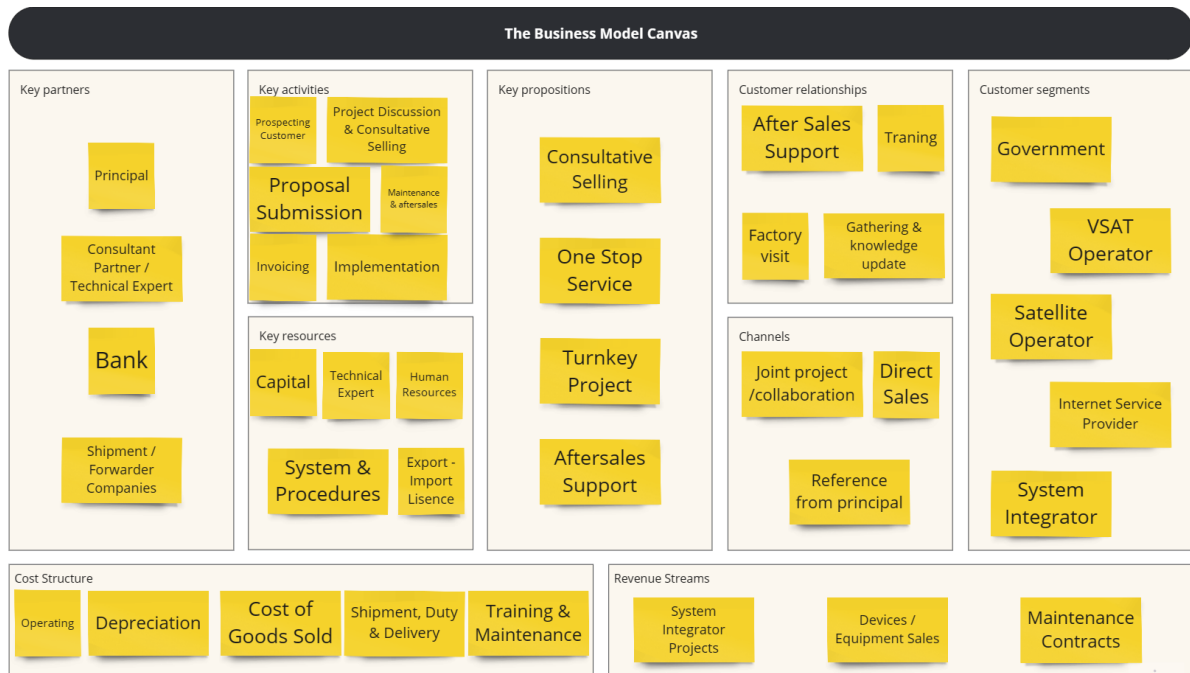 The Business Model Canvas
Key partners
Principal
Consultant
Partner /
Technical Expert
Bank
Shipment /
Forwarder
Companies
Key activities
Prospecting
Customer
Project Discussion
& Consultative
Selling
Proposal
Submission
Maintenance
& aftersales
Invoicing
Implementation
Key resources
Capital
Technical
Expert
Human
Resources
System &
Procedures
Export -
Import
Lisence
Key propositions
Consultative
Selling
One Stop
Service
Turnkey
Project
Aftersales
Support
Customer relationships
After Sales
Support
Traning
Factory
visit
Gathering &
knowledge
update
Channels
Joint project
/collaboration
Direct
Sales
Reference
from principal
Customer segments
Government
VSAT
Operator
Satellite
Operator
Internet Service
Provider
System
Integrator
Cost Structure
Operating
Depreciation
Cost of
Goods Sold
Shipment, Duty
& Delivery
Training &
Maintenance
Revenue Streams
System
Integrator
Projects
Devices /
Equipment Sales
Maintenance
Contracts